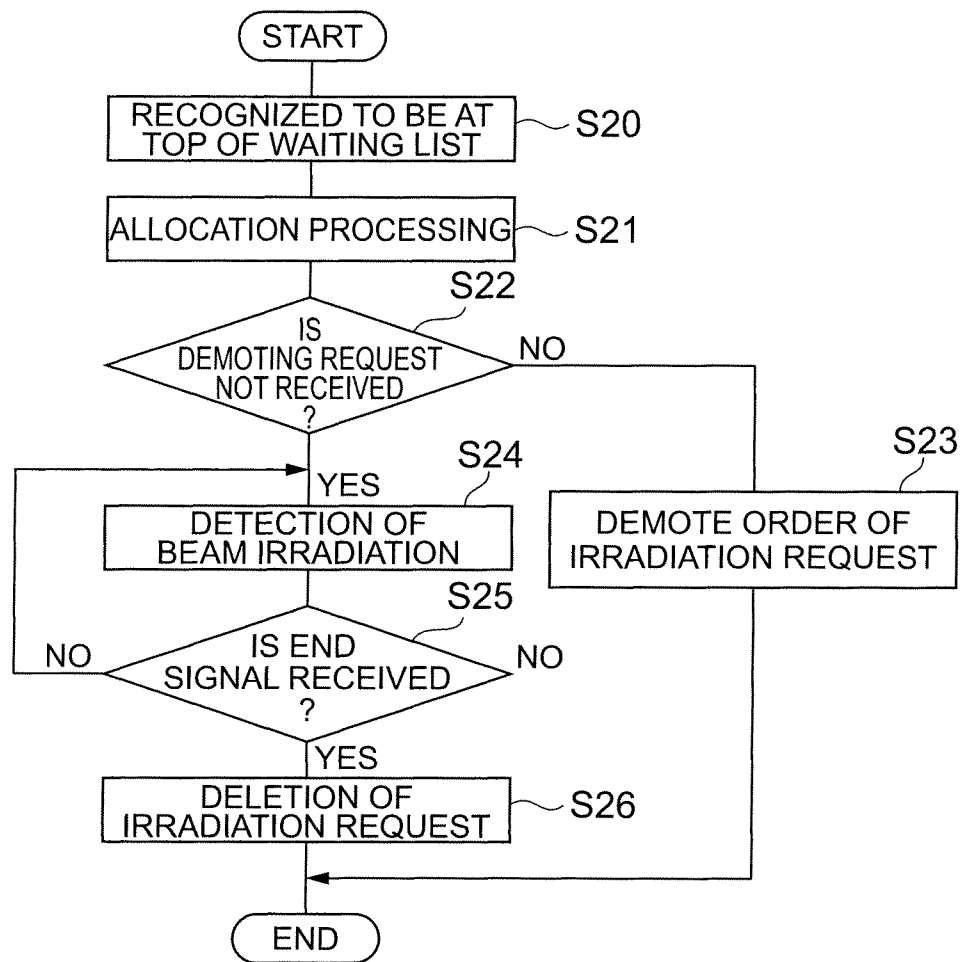 START
RECOGNIZED TO BE AT
TOP OF WAITING LIST
S20
ALLOCATION PROCESSING
S21
S22
IS
DEMOTING REQUEST
NOT RECEIVED
?
NO
YES
S24
DETECTION OF
BEAM IRRADIATION
S23
DEMOTE ORDER OF
IRRADIATION REQUEST
S25
NO
IS END
SIGNAL RECEIVED
?
NO
YES
DELETION OF
IRRADIATION REQUEST
S26
END